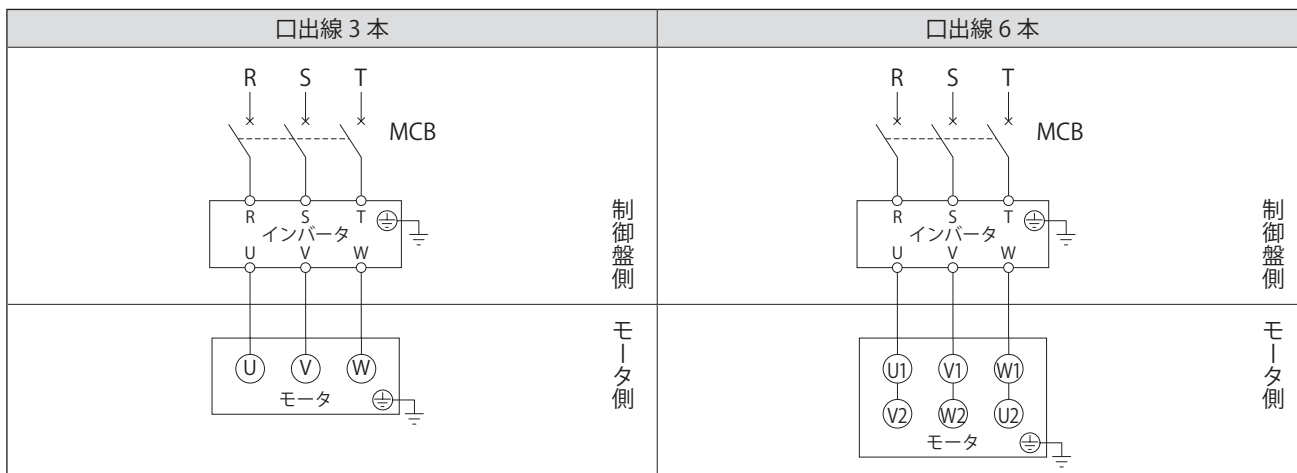 口出線 3 本
R S T
MCB
R S T
インバータ
U V W
制御盤側
U V W
モータ
モータ側
口出線 6 本
R S T
MCB
R S T
インバータ
U V W
制御盤側
U1 V1 W1
V2 W2 U2
モータ
モータ側